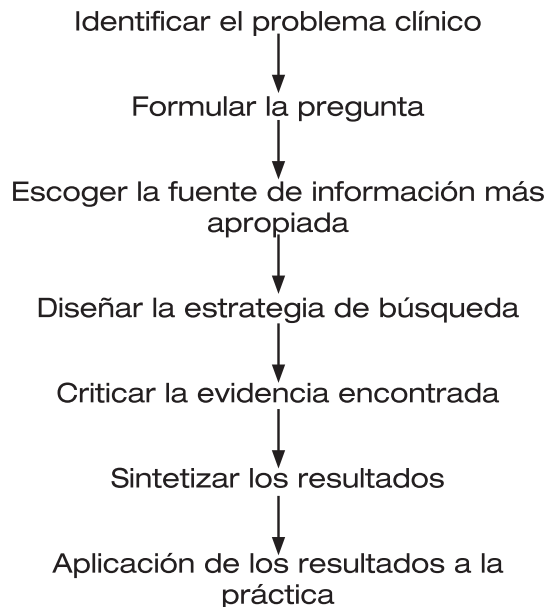 Identificar el problema clínico
Formular la pregunta
Escoger la fuente de información más
apropiada
Diseñar la estrategia de búsqueda
Criticar la evidencia encontrada
Sintetizar los resultados
Aplicación de los resultados a la
práctica